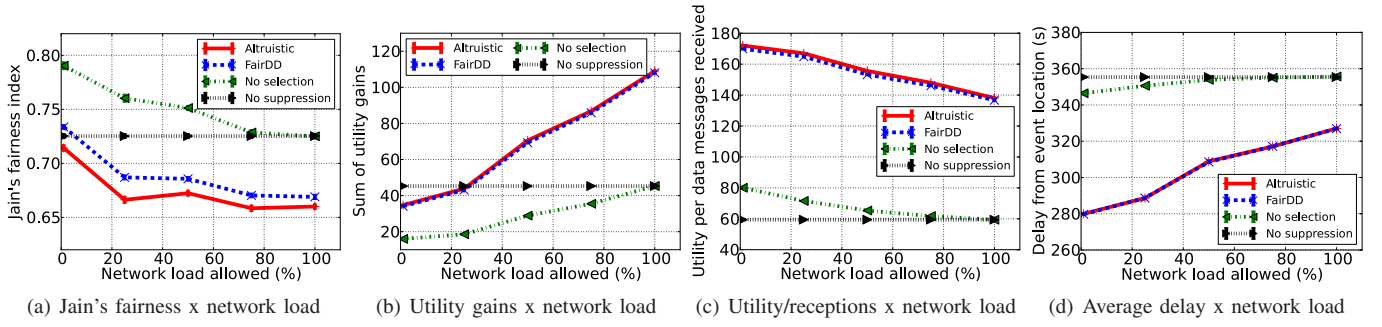 Jain's fairness index
0.80
0.75
0.70
0.65
0 20 40 60 80 100
Network load allowed (%)
Altruistic
FairDD
No selection
No suppression
(a) Jain's fairness x network load
Sum of utility gains
120
100
80
60
40
20
0 20 40 60 80 100
Network load allowed (%)
Altruistic
FairDD
No selection
No suppression
(b) Utility gains x network load
Utility per data messages received
180
160
140
120
100
80
60
40
0 20 40 60 80 100
Network load allowed (%)
Altruistic
FairDD
No selection
No suppression
(c) Utility/receptions x network load
Delay from event location (s)
380
360
340
320
300
280
260
0 20 40 60 80 100
Network load allowed (%)
Altruistic
FairDD
No selection
No suppression
(d) Average delay x network load